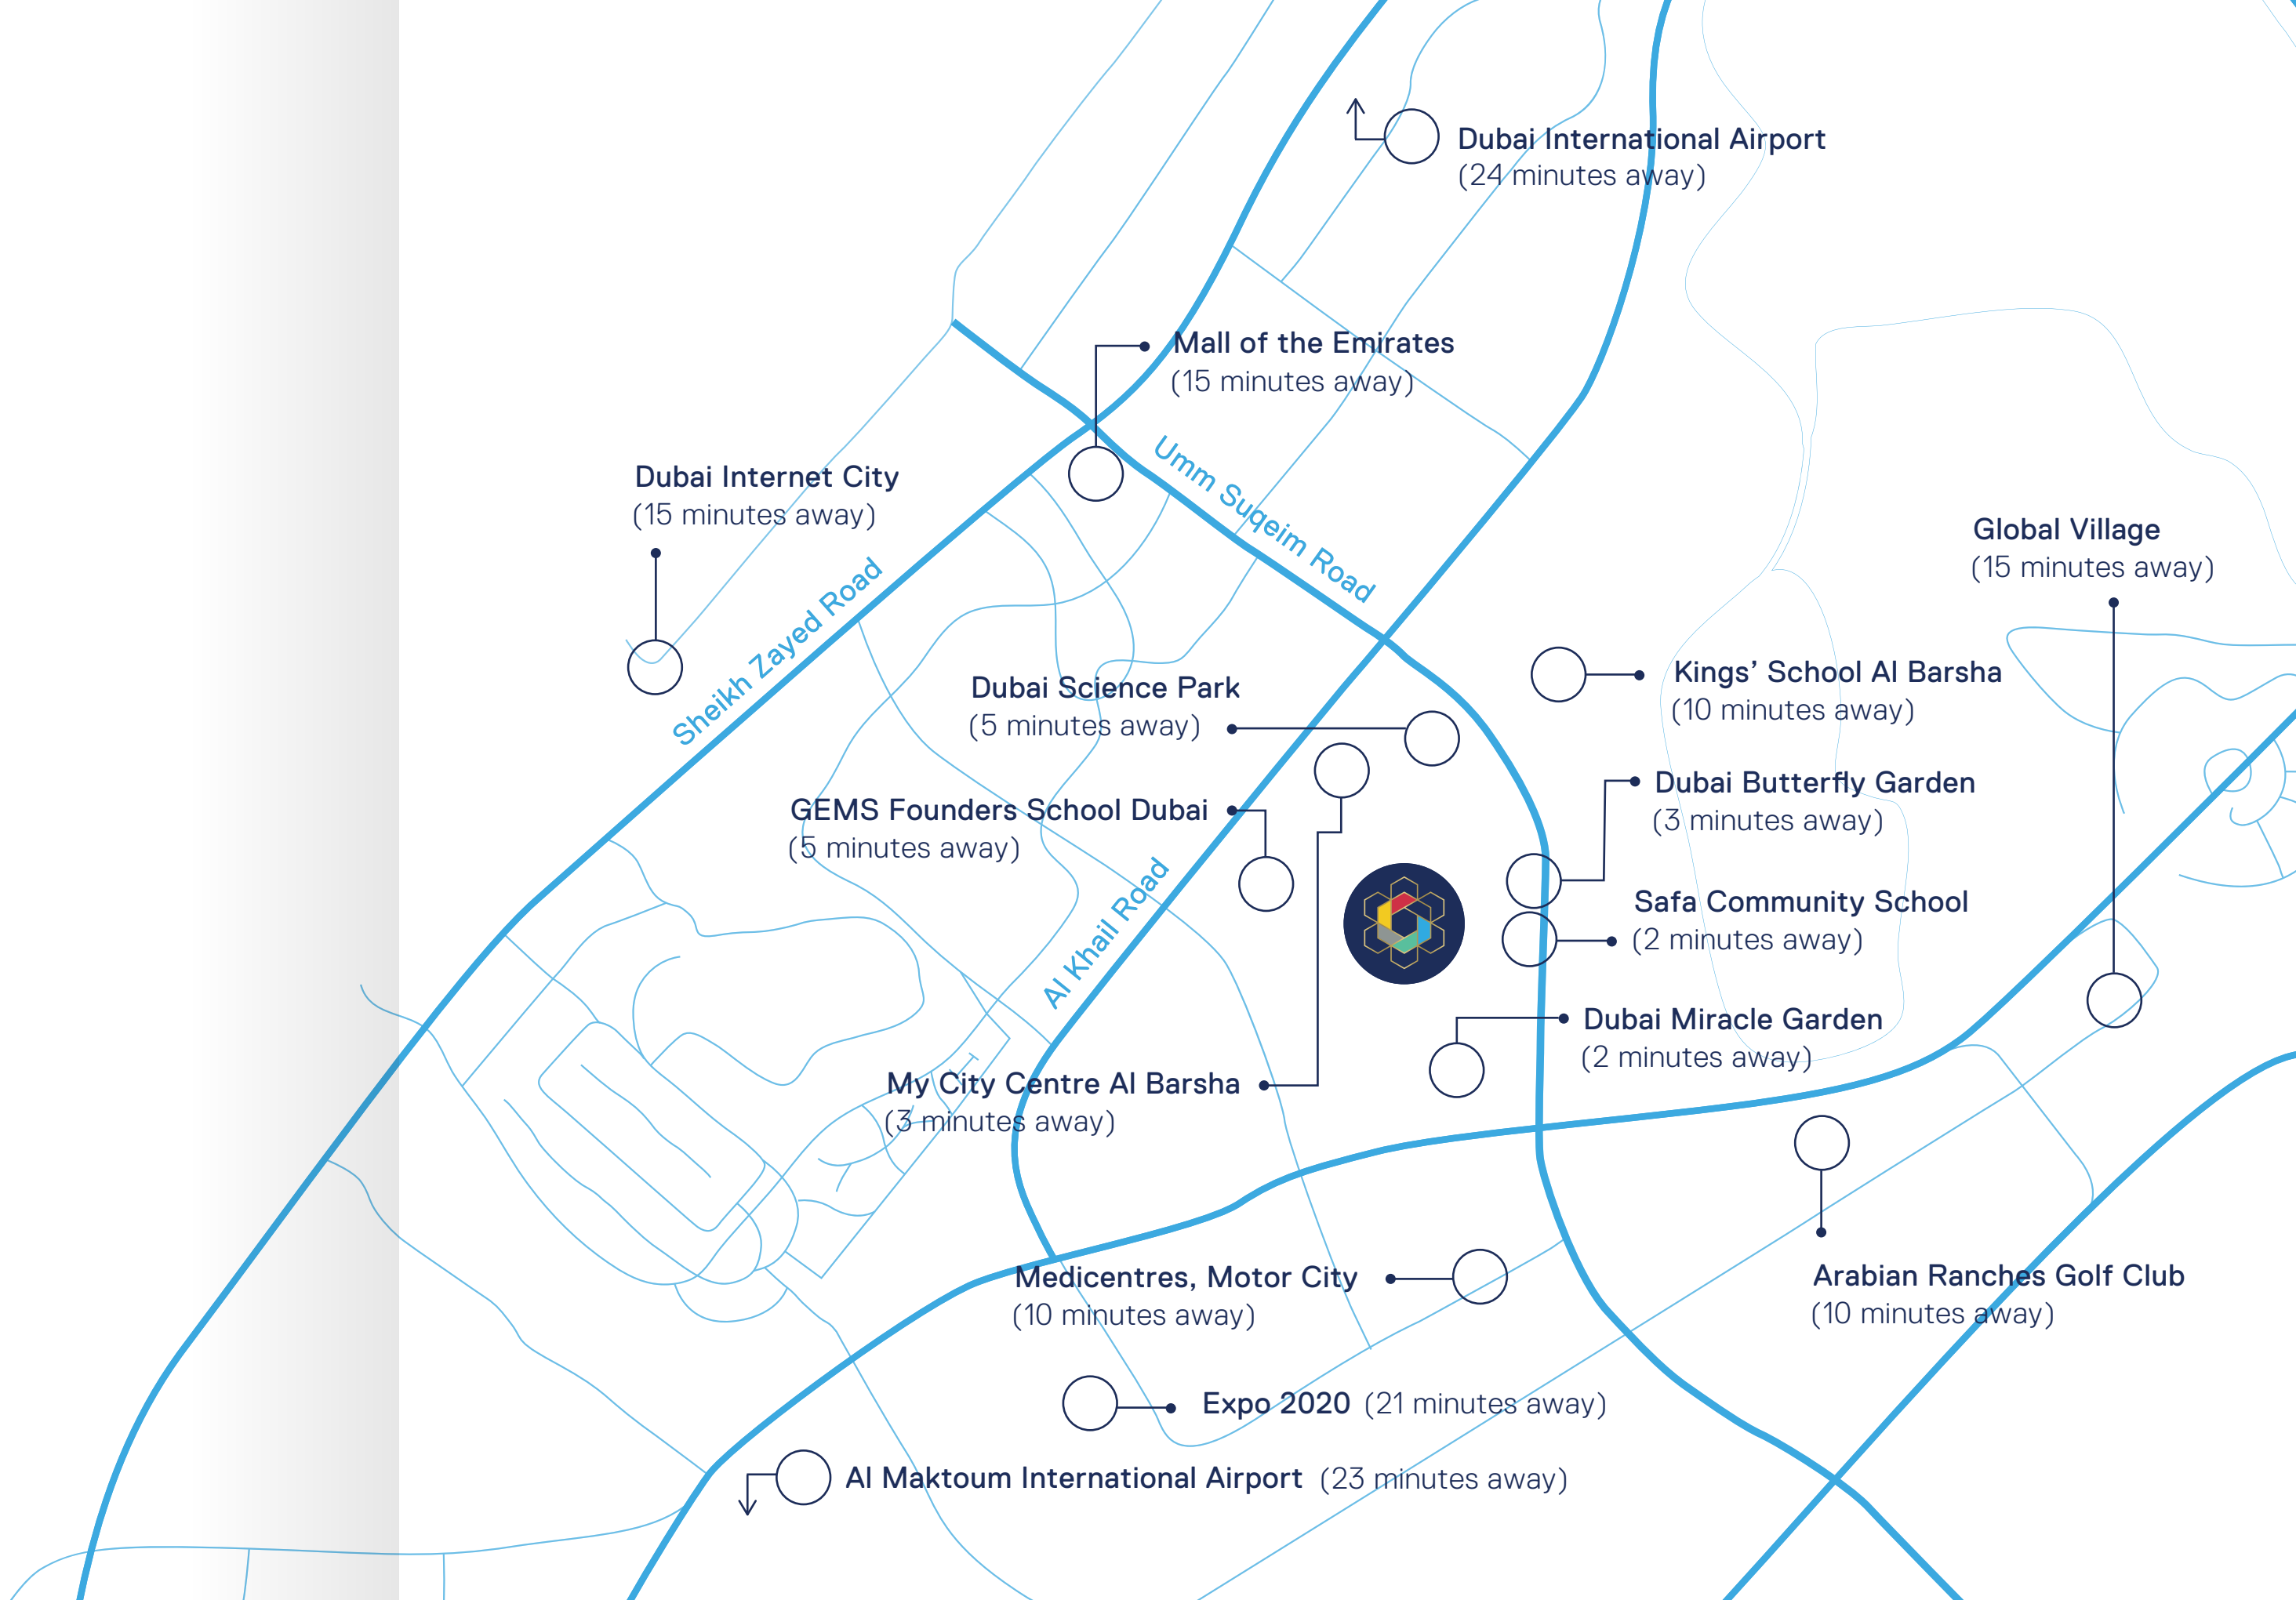 Dubai International Airport
(24 minutes away)
Mall of the Emirates
(15 minutes away)
Umm Suqeim Road
Dubai Internet City
(15 minutes away)
Sheikh Zayed Road
Global Village
(15 minutes away)
Kings’ School Al Barsha
(10 minutes away)
Dubai Science Park
(5 minutes away)
Dubai Butterfly Garden
(3 minutes away)
GEMS Founders School Dubai
(5 minutes away)
Al Khail Road
Safa Community School
(2 minutes away)
Dubai Miracle Garden
(2 minutes away)
My City Centre Al Barsha
(3 minutes away)
Medicentres, Motor City
(10 minutes away)
Arabian Ranches Golf Club
(10 minutes away)
Expo 2020 (21 minutes away)
Al Maktoum International Airport (23 minutes away)